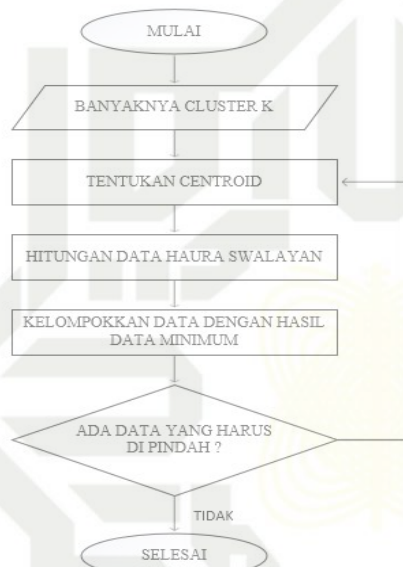 MULAI
BANYAKNYA CLUSTER K
TENTUKAN CENTROID
HITUNGAN DATA HAURA SWALAYAN
KELOMPOKKAN DATA DENGAN HASIL
DATA MINIMUM
ADA DATA YANG HARUS
DI PINDAH ?
TIDAK
SELESAI